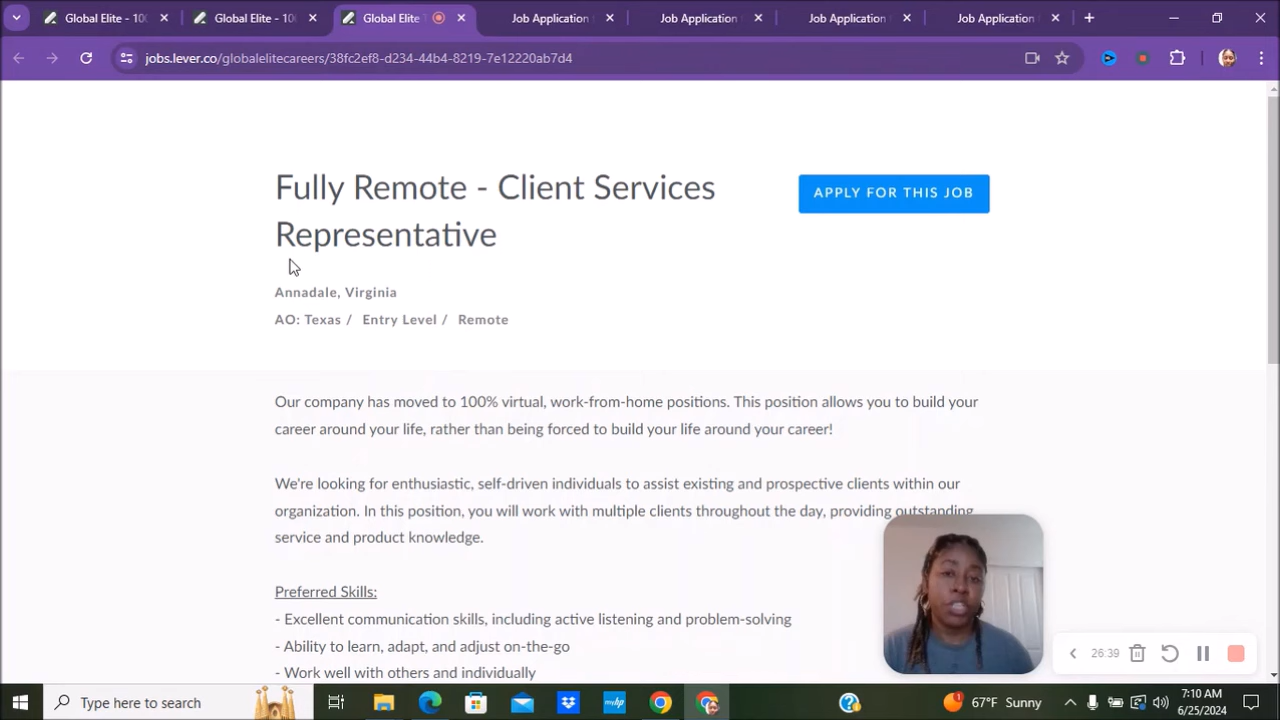 Global Elite - 100
Global Elite - 100
Global Elite
Job Application
Job Application
Job Application
Job Application
jobs.lever.co/globalelitecareers/38fc2ef8-d234-44b4-8219-7e12220ab7d4
Fully Remote - Client Services
Representative
APPLY FOR THIS JOB
Annadale, Virginia
AO: Texas / Entry Level / Remote
Our company has moved to 100% virtual, work-from-home positions. This position allows you to build your
career around your life, rather than being forced to build your life around your career!
We're looking for enthusiastic, self-driven individuals to assist existing and prospective clients within our
organization. In this position, you will work with multiple clients throughout the day, providing outstanding
service and product knowledge.
Preferred Skills:
- Excellent communication skills, including active listening and problem-solving
- Ability to learn, adapt, and adjust on-the-go
- Work well with others and individually
26:39
Type here to search
myhp
1
67°F Sunny
7:10 AM
6/25/2024